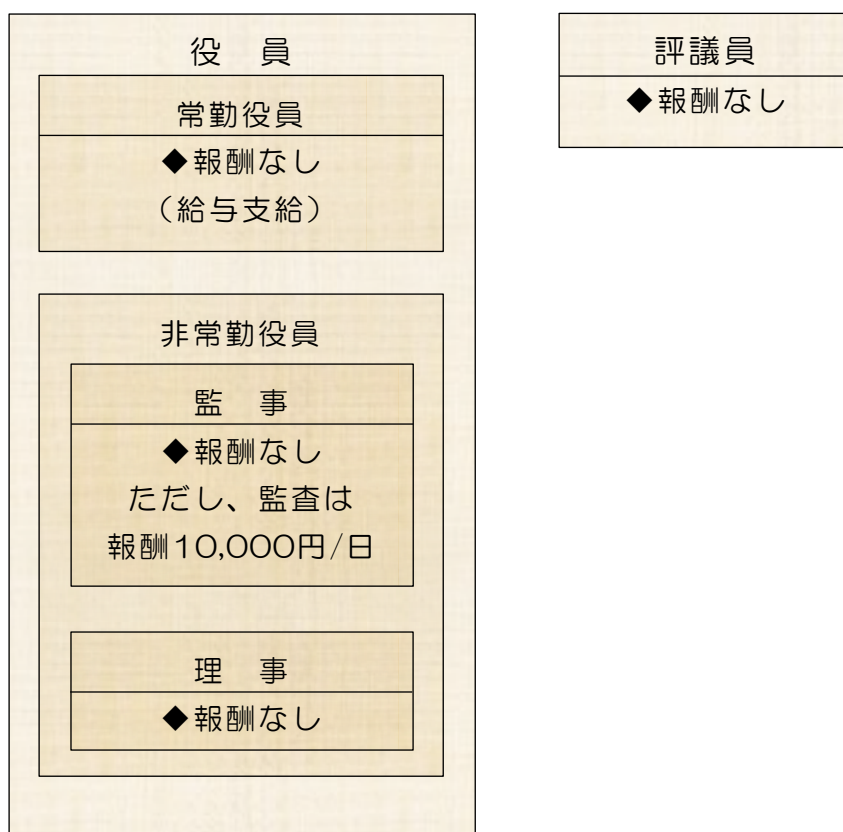 役　員
常勤役員
◆報酬なし
（給与支給）
非常勤役員
監　事
◆報酬なし
ただし、監査は
報酬10,000円/日
理　事
◆報酬なし
評議員
◆報酬なし